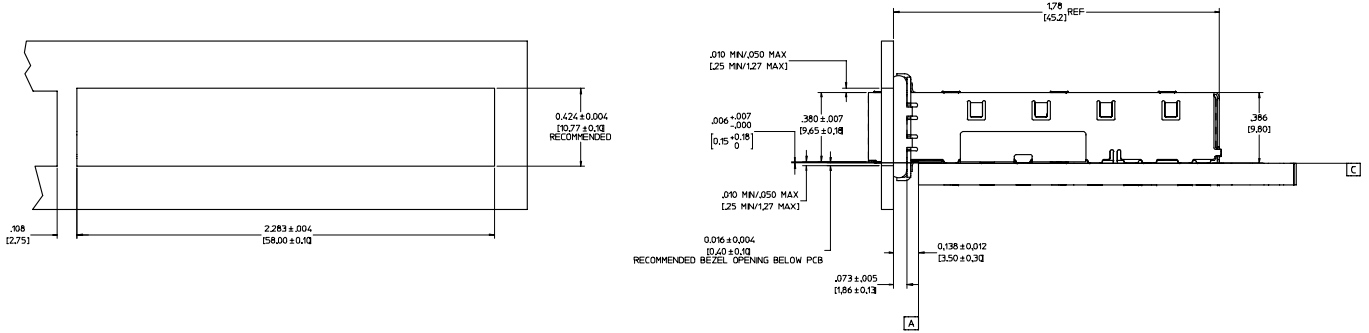 1.78 REF
[45.2]
.010 MIN/.050 MAX
[.25 MIN/1.27 MAX]
0.424±0.004
[10.77±0.10]
RECOMMENDED
.006 +.007 -.000
[0.15 +0.18 0]
.380±.007
[9.65±0.18]
.386
[9.80]
C
.010 MIN/.050 MAX
[.25 MIN/1.27 MAX]
.108
[2.75]
2.283±.004
[58.00±0.10]
0.016±0.004
[0.40±0.10]
RECOMMENDED BEZEL OPENING BELOW PCB
0.138±0.012
[3.50±0.30]
.073±.005
[1.86±0.13]
A